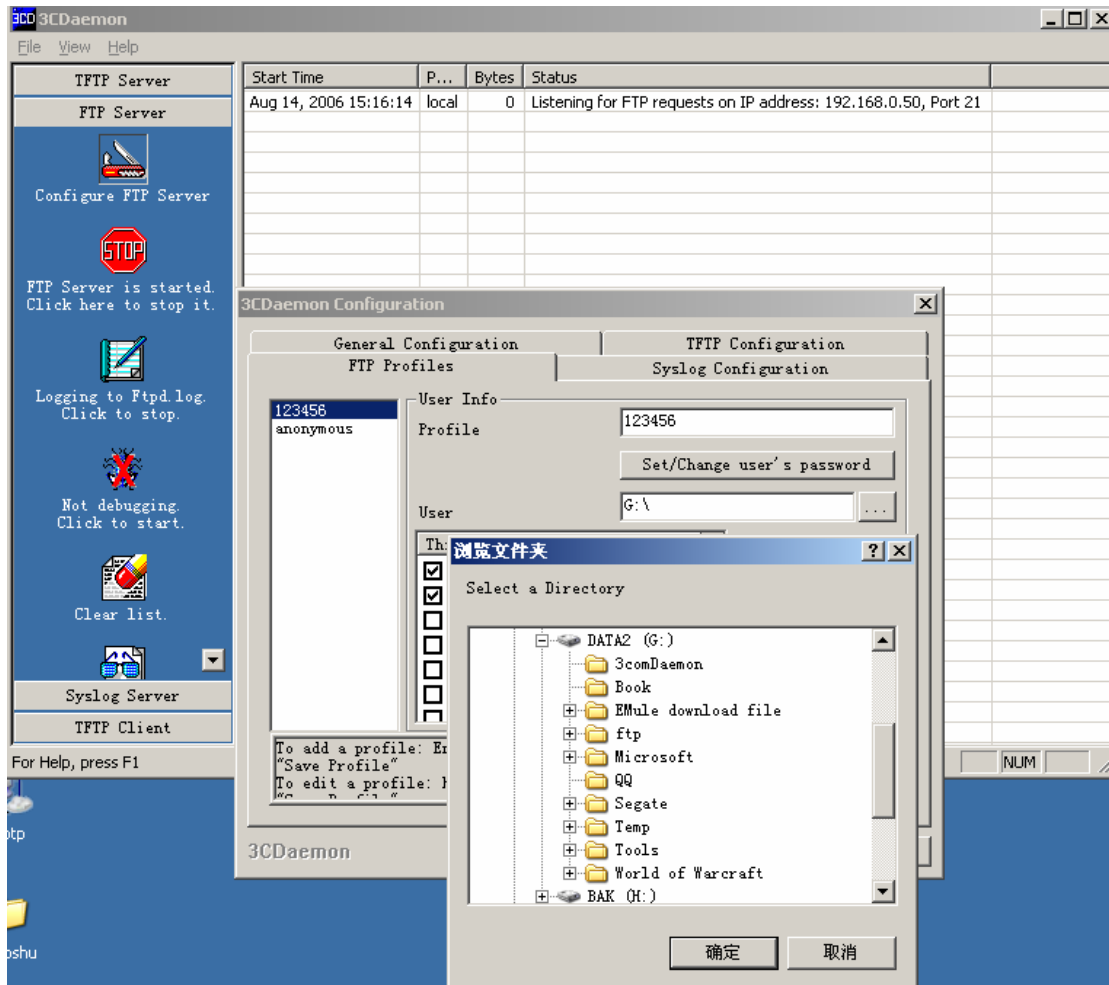 3CD 3CDaemon
File View Help
TFTP Server
FTP Server
Configure FTP Server
STOP
FTP Server is started.
Click here to stop it.
Logging to Ftpd.log.
Click to stop.
Not debugging.
Click to start.
Clear list.
Syslog Server
TFTP Client
For Help, press F1
NUM
Start Time P... Bytes Status
Aug 14, 2006 15:16:14 local 0 Listening for FTP requests on IP address: 192.168.0.50, Port 21
3CDaemon Configuration
General Configuration TFTP Configuration
FTP Profiles Syslog Configuration
123456
anonymous
User Info
Profile 123456
Set/Change user's password
User G:\ ...
Th
To add a profile: En
"Save Profile"
To edit a profile:
3CDaemon
浏览文件夹
Select a Directory
DATA2 (G:)
3comDaemon
Book
EMule download file
ftp
Microsoft
QQ
Segate
Temp
Tools
World of Warcraft
BAK (H:)
确定 取消
otp
oshu